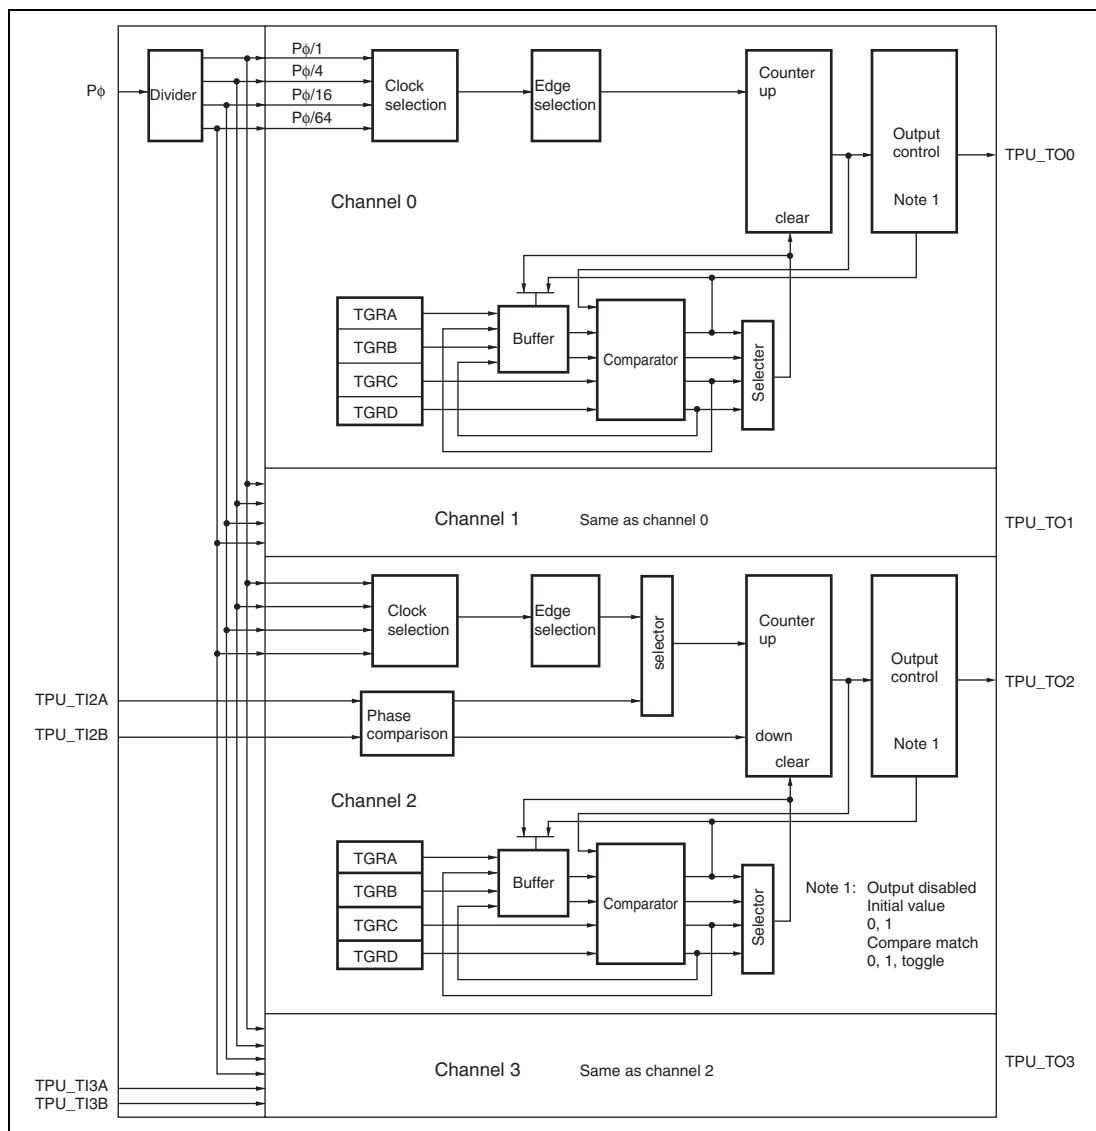 Pϕ
Divider
Pϕ/1
Pϕ/4
Pϕ/16
Pϕ/64
Clock
selection
Edge
selection
Counter
up
clear
Output
control
Note 1
TPU_TO0
Channel 0
TGRA
TGRB
TGRC
TGRD
Buffer
Comparator
Selecter
Channel 1
Same as channel 0
TPU_TO1
Clock
selection
Edge
selection
selector
Counter
up
down
clear
Output
control
Note 1
TPU_TO2
TPU_TI2A
TPU_TI2B
Phase
comparison
Channel 2
TGRA
TGRB
TGRC
TGRD
Buffer
Comparator
Selector
Note 1: Output disabled
Initial value
0, 1
Compare match
0, 1, toggle
Channel 3
Same as channel 2
TPU_TO3
TPU_TI3A
TPU_TI3B